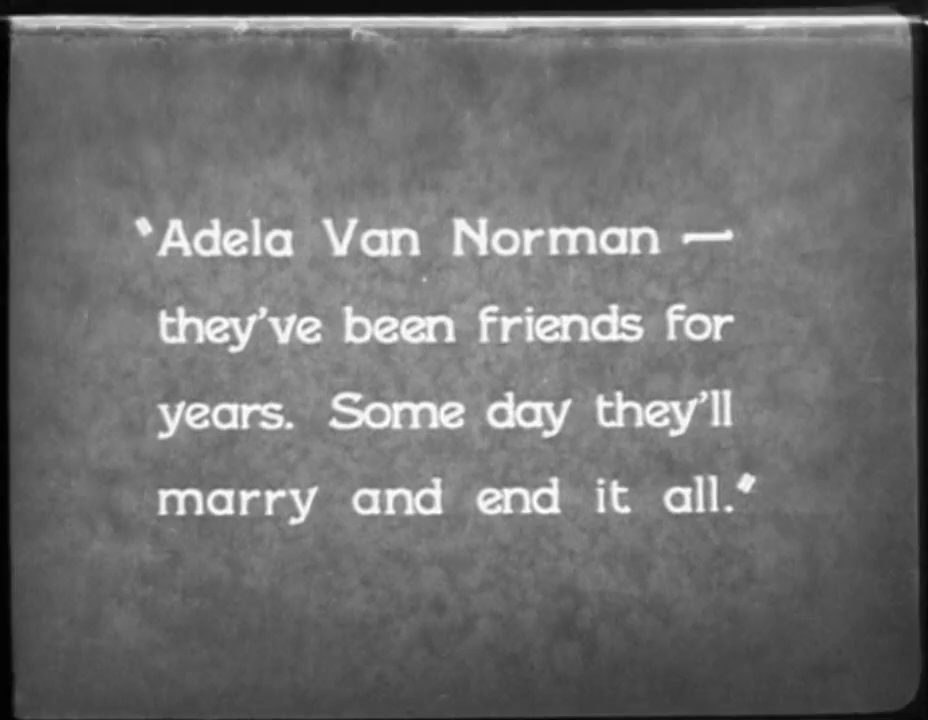 "Adela Van Norman —
they've been friends for
years. Some day they'll
marry and end it all."